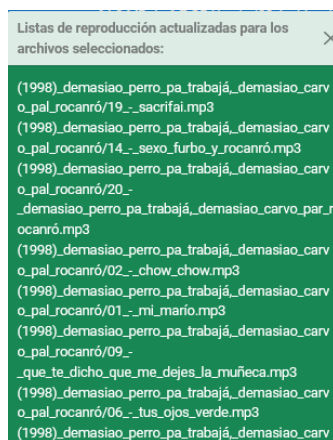 Listas de reproducción actualizadas para los
archivos seleccionados:
(1998)_demasiao_perro_pa_trabajá,_demasiao_carv
o_pal_rocanró/19_-_sacrifai.mp3
(1998)_demasiao_perro_pa_trabajá,_demasiao_carv
o_pal_rocanró/14_-_sexo_furbo_y_rocanró.mp3
(1998)_demasiao_perro_pa_trabajá,_demasiao_carv
o_pal_rocanró/20_-
_demasiao_perro_pa_trabajá,_demasiao_carvo_par_r
ocanró.mp3
(1998)_demasiao_perro_pa_trabajá,_demasiao_carv
o_pal_rocanró/02_-_chow_chow.mp3
(1998)_demasiao_perro_pa_trabajá,_demasiao_carv
o_pal_rocanró/01_-_mi_marío.mp3
(1998)_demasiao_perro_pa_trabajá,_demasiao_carv
o_pal_rocanró/09_-
_que_te_dicho_que_me_dejes_la_muñeca.mp3
(1998)_demasiao_perro_pa_trabajá,_demasiao_carv
o_pal_rocanró/06_-_tus_ojos_verde.mp3
(1998)_demasiao_perro_pa_trabajá,_demasiao_carv